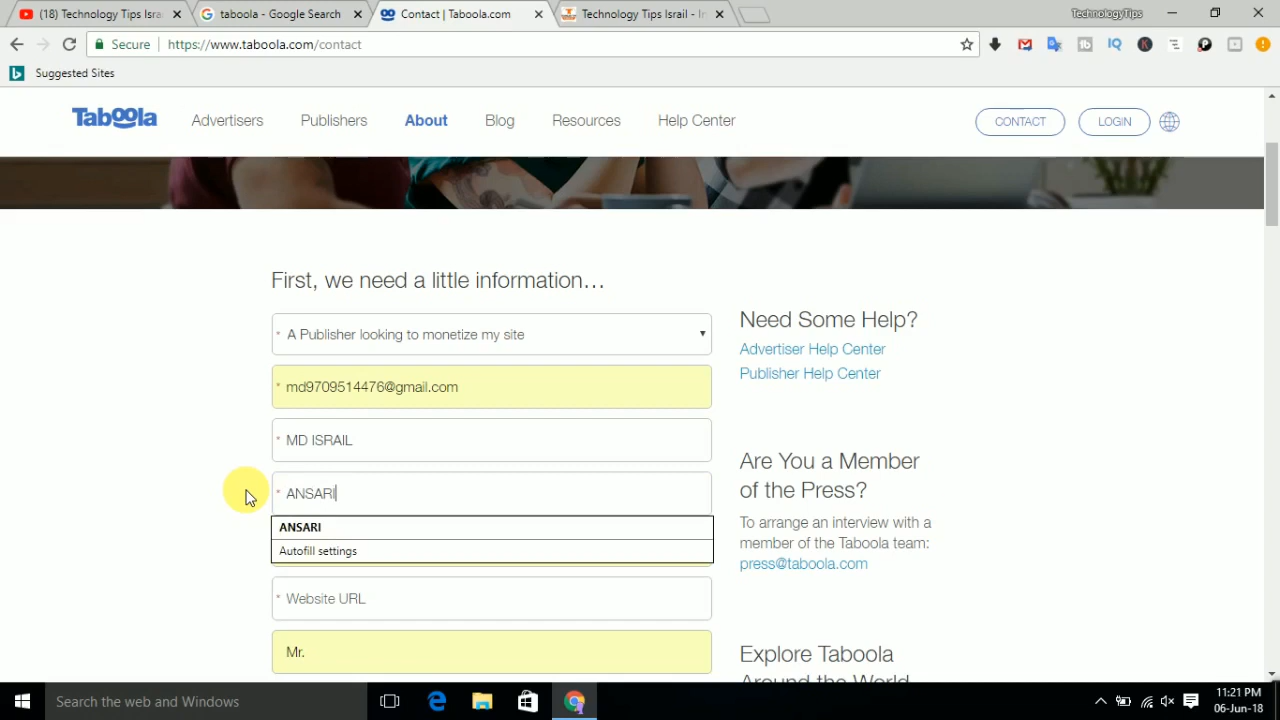 (18) Technology Tips Isra
taboola - Google Search
Contact | Taboola.com
Technology Tips Israil - I
TechnologyTips
Secure
https://www.taboola.com/contact
Suggested Sites
Taboola
Advertisers
Publishers
About
Blog
Resources
Help Center
CONTACT
LOGIN
First, we need a little information...
* A Publisher looking to monetize my site
* md9709514476@gmail.com
* MD ISRAIL
* ANSARI
ANSARI
Autofill settings
* Website URL
Mr.
Need Some Help?
Advertiser Help Center
Publisher Help Center
Are You a Member
of the Press?
To arrange an interview with a
member of the Taboola team:
press@taboola.com
Explore Taboola
Around the World
Search the web and Windows
11:21 PM
06-Jun-18